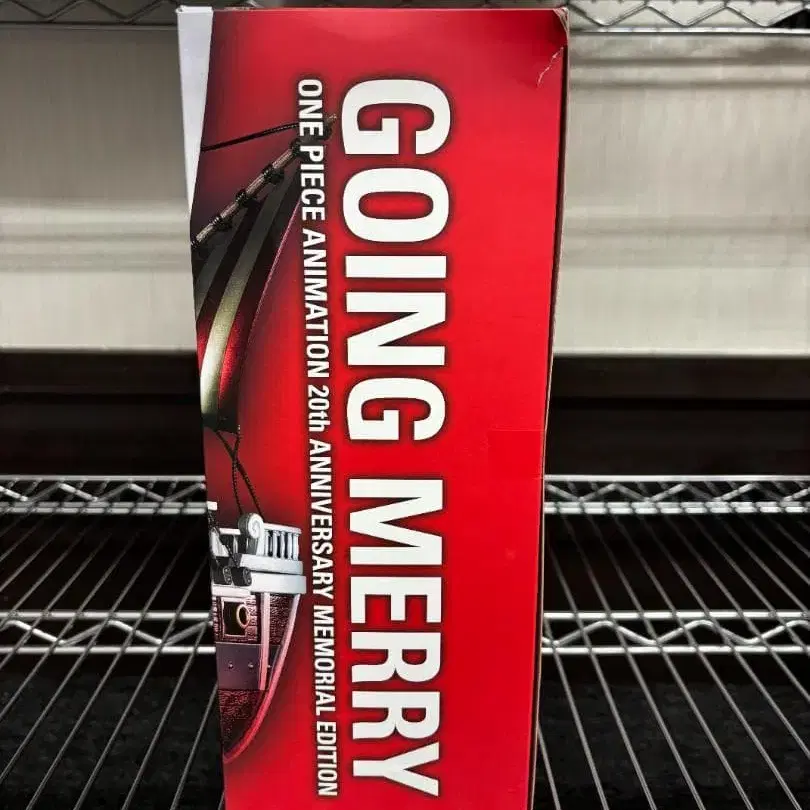 GOING MERRY
ONE PIECE ANIMATION 20th ANNIVERSARY MEMORIAL EDITION